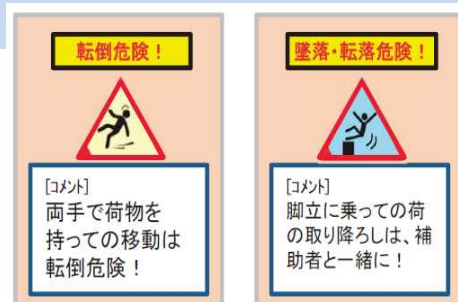 転倒危険！
[コメント]
両手で荷物を
持っての移動は
転倒危険！
墜落・転落危険！
[コメント]
脚立に乗っての荷
の取り降ろしは、補
助者と一緒に！